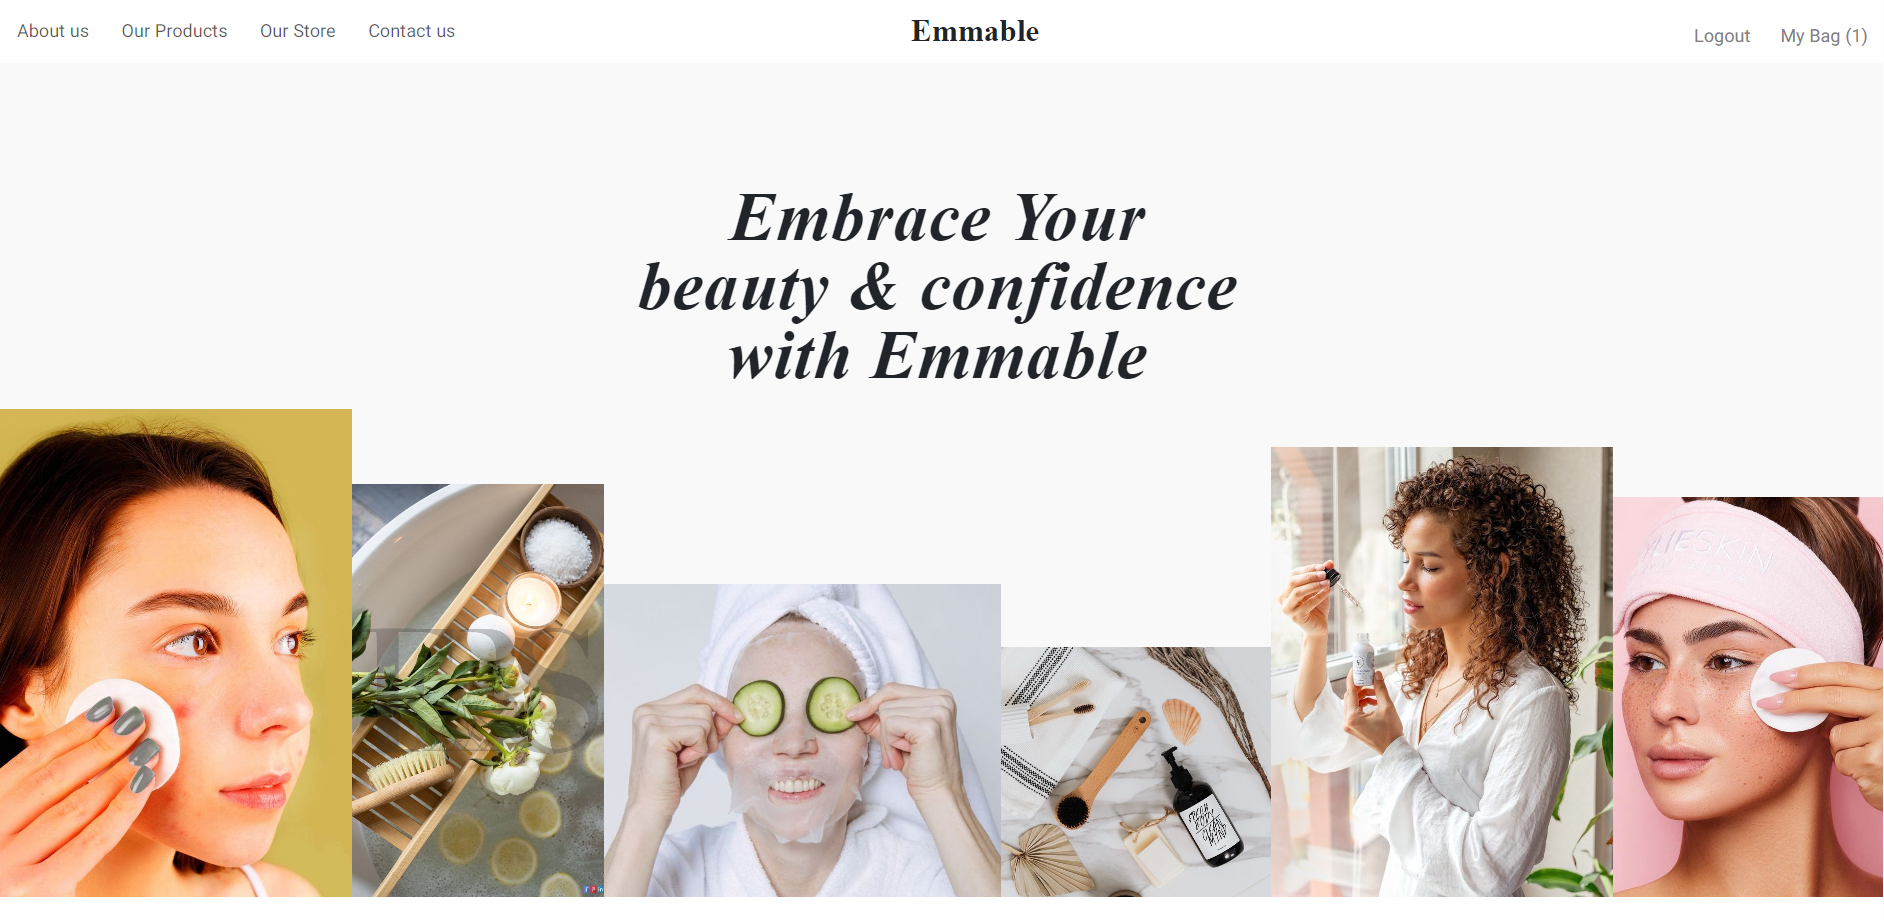 About us
Our Products
Our Store
Contact us
Emmable
Logout
My Bag (1)
Embrace Your
beauty & confidence
with Emmable
LIESKIN